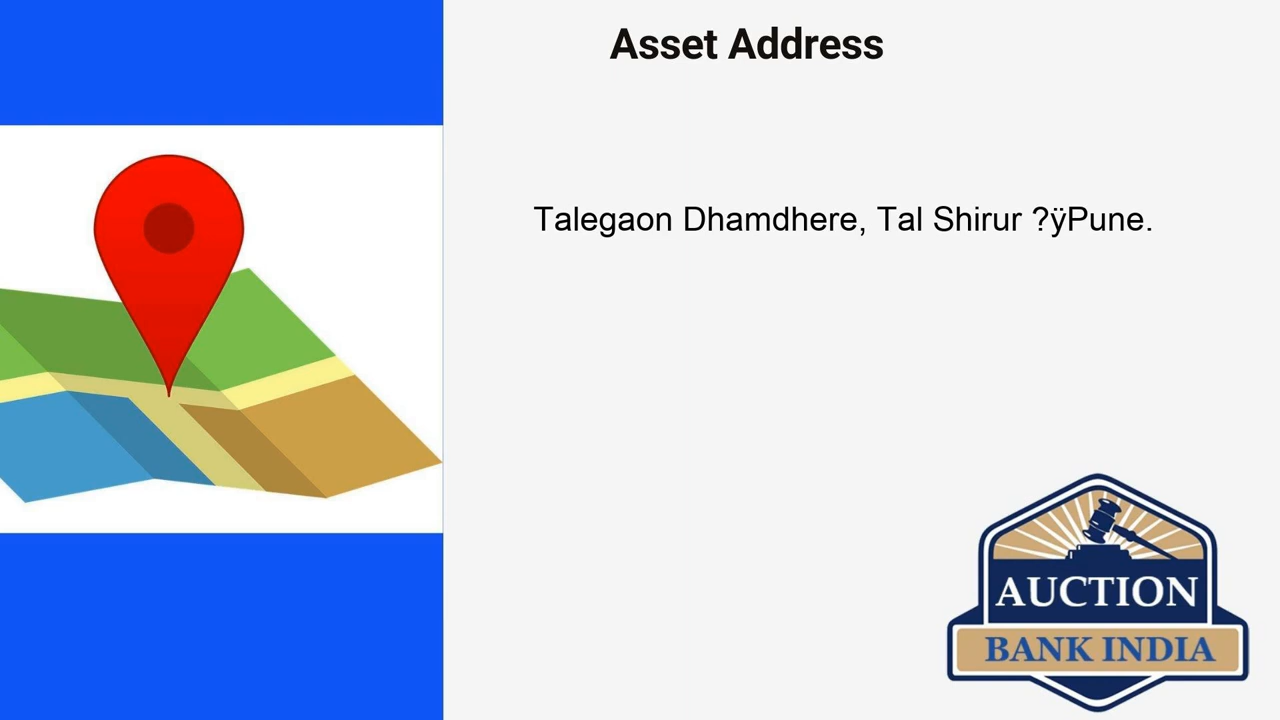 Asset Address
Talegaon Dhamdhere, Tal Shirur ?ÿPune.
AUCTION
BANK INDIA